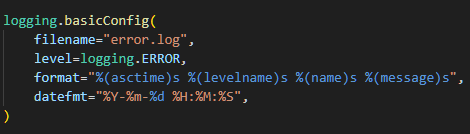 logging.basicConfig(
    filename="error.log",
    level=logging.ERROR,
    format="%(asctime)s %(levelname)s %(name)s %(message)s",
    datefmt="%Y-%m-%d %H:%M:%S",
)